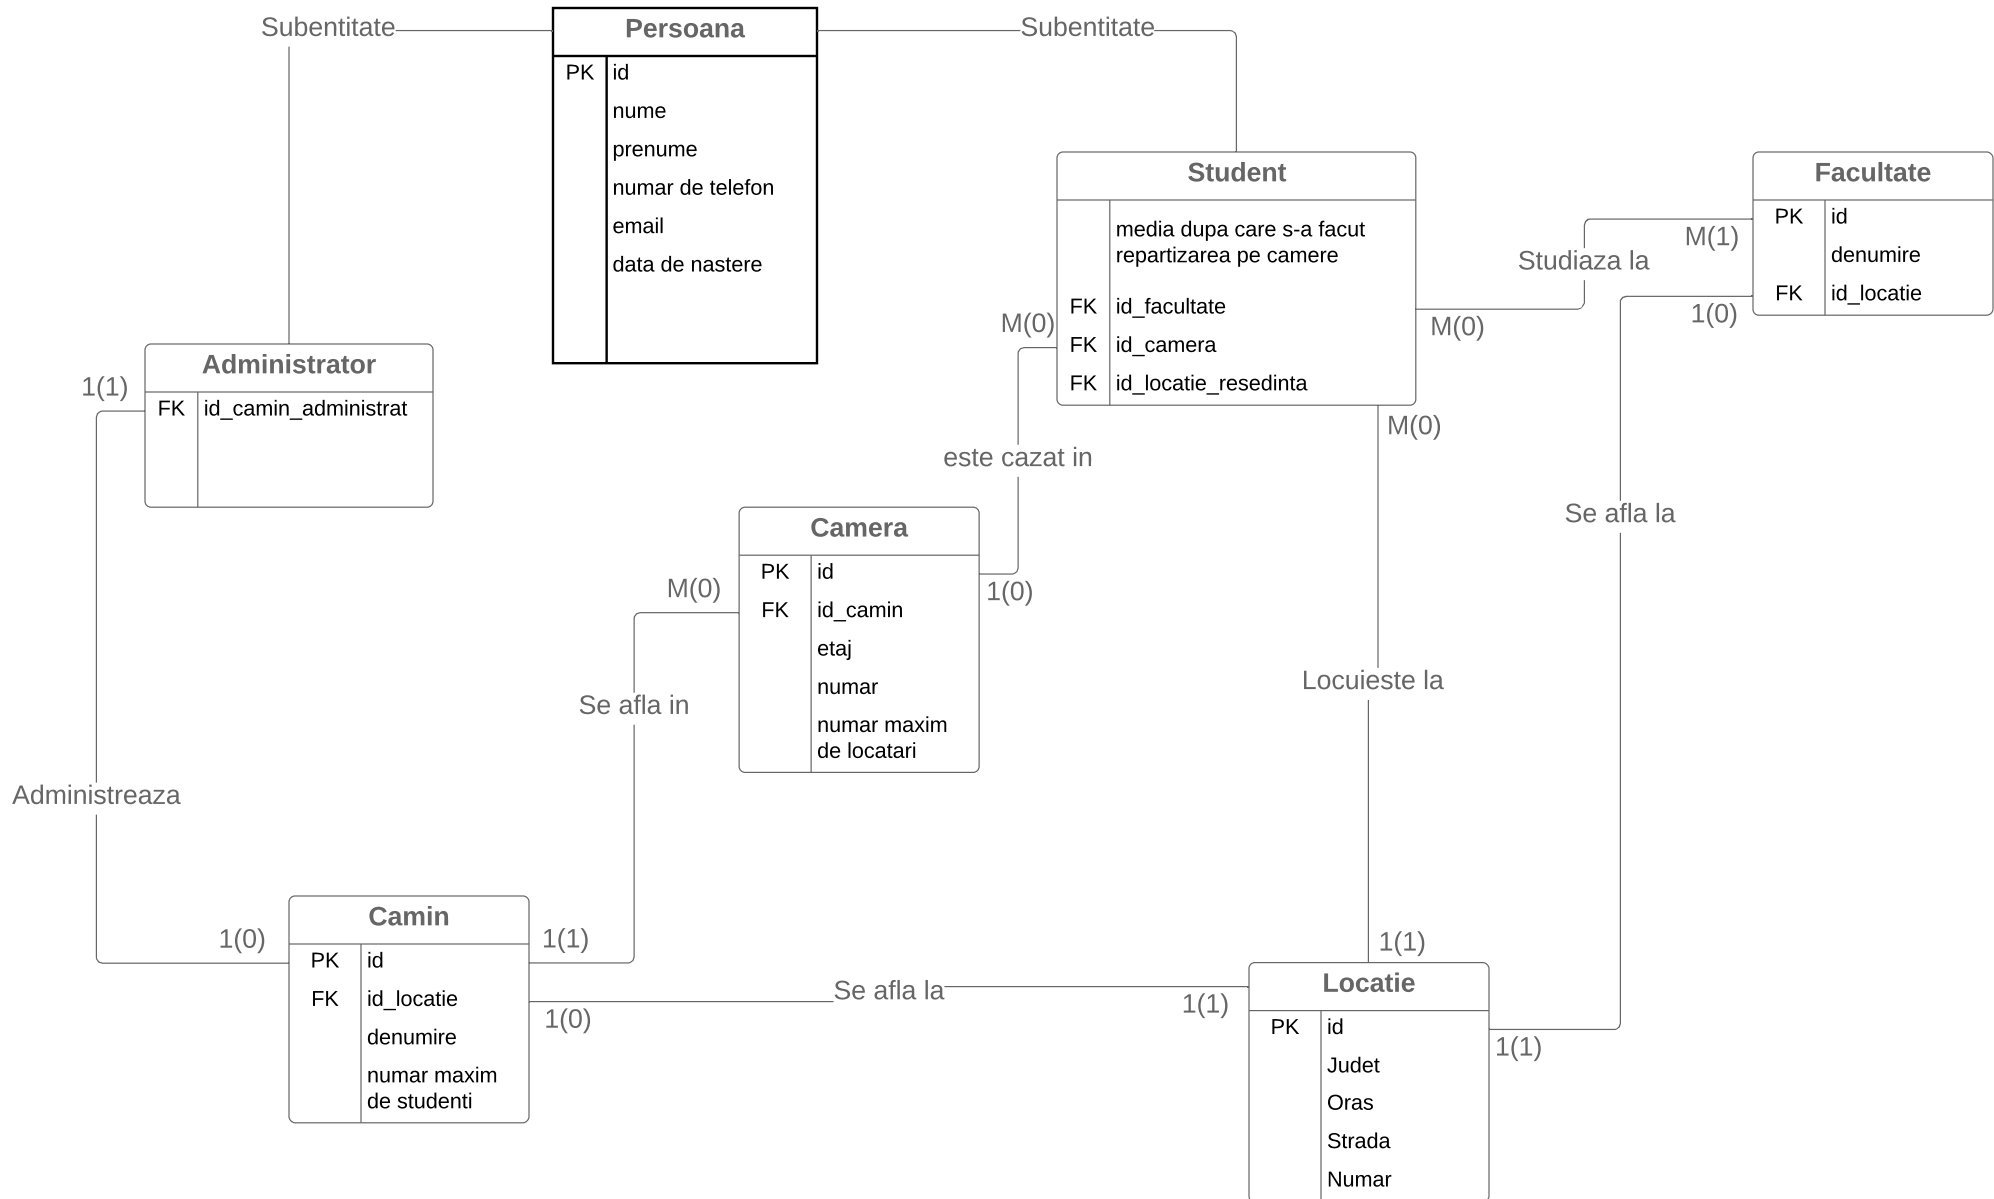 Subentitate
Persoana
PK id
nume
prenume
numar de telefon
email
data de nastere
Subentitate
Student
media dupa care s-a facut
repartizarea pe camere
FK id_facultate
FK id_camera
FK id_locatie_resedinta
Facultate
PK id
denumire
FK id_locatie
M(1)
Studiaza la
M(0)
1(0)
M(0)
M(0)
Administrator
FK id_camin_administrat
1(1)
este cazat in
Se afla la
Camera
PK id
FK id_camin
etaj
numar
numar maxim
de locatari
M(0)
1(0)
Se afla in
Locuieste la
Administreaza
Camin
PK id
FK id_locatie
denumire
numar maxim
de studenti
1(0)
1(1)
1(0)
Se afla la
1(1)
1(1)
Locatie
PK id
Judet
Oras
Strada
Numar
1(1)